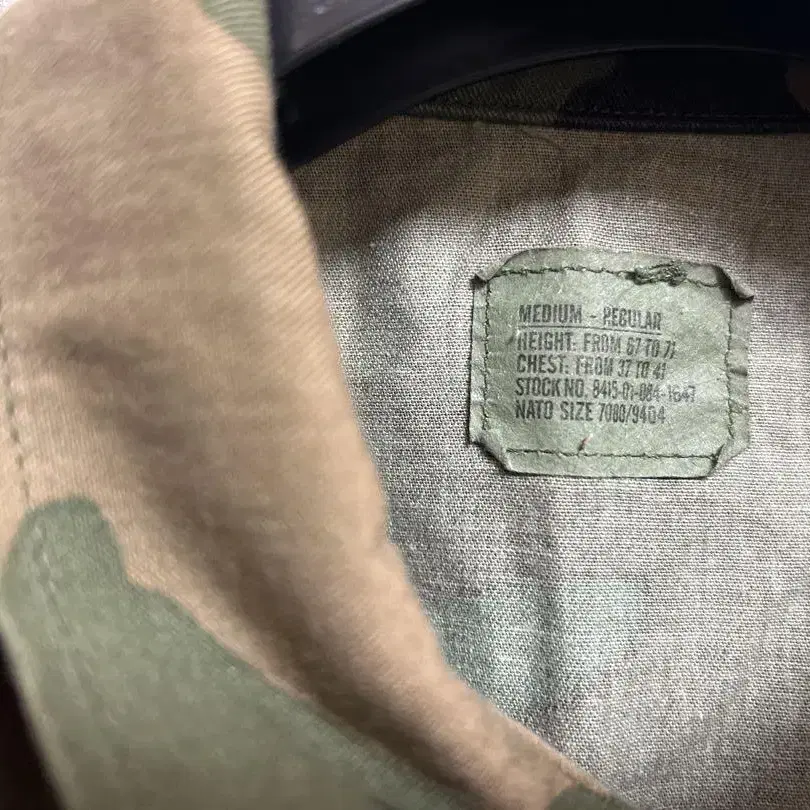 MEDIUM - REGULAR
HEIGHT: FROM 67 TO 71
CHEST: FROM 37 TO 41
STOCK NO. 8415-01-084-1647
NATO SIZE 7080/9404